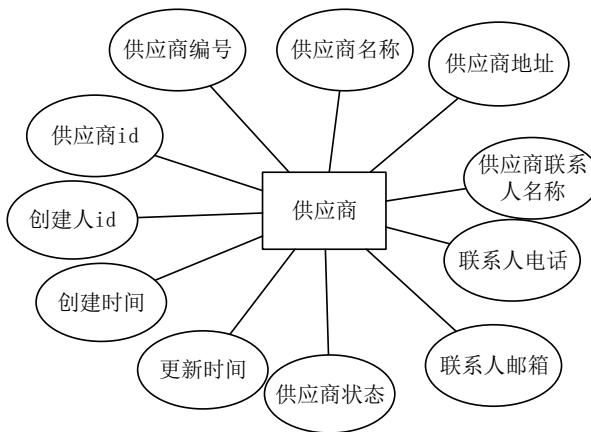 供应商编号
供应商名称
供应商地址
供应商id
供应商联系
人名称
创建人id
供应商
联系人电话
创建时间
更新时间
联系人邮箱
供应商状态